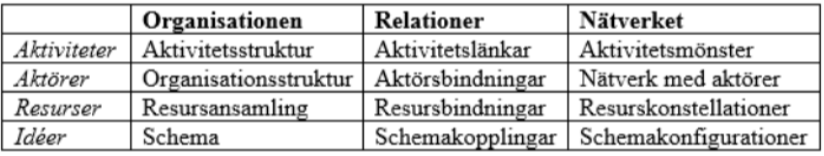 Organisationen Relationer Nätverket
Aktiviteter Aktivitetsstruktur Aktivitetslänkar Aktivitetsmönster
Aktörer Organisationsstruktur Aktörsbindningar Nätverk med aktörer
Resurser Resursansamling Resursbindningar Resurskonstellationer
Idéer Schema Schemakopplingar Schemakonfigurationer